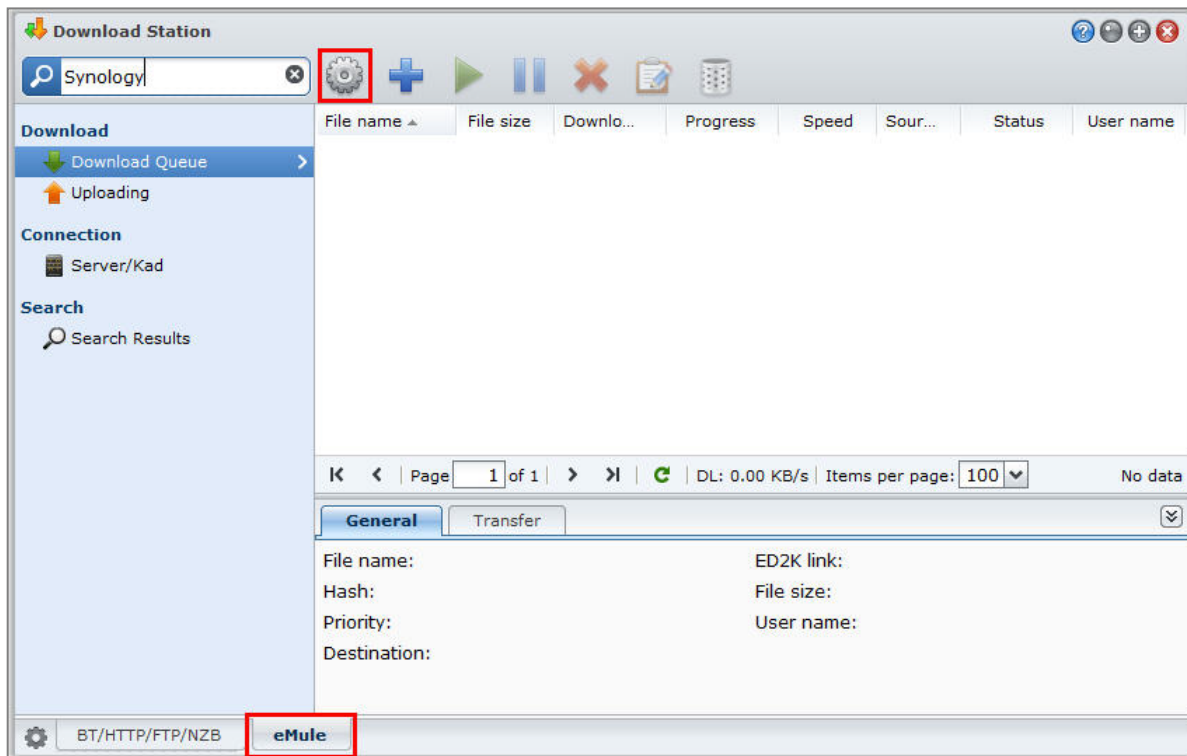 Download Station
Synology
Download
Download Queue
Uploading
Connection
Server/Kad
Search
Search Results
File name File size Downlo... Progress Speed Sour... Status User name
Page 1 of 1 DL: 0.00 KB/s Items per page: 100 No data
General Transfer
File name: ED2K link:
Hash: File size:
Priority: User name:
Destination:
BT/HTTP/FTP/NZB eMule